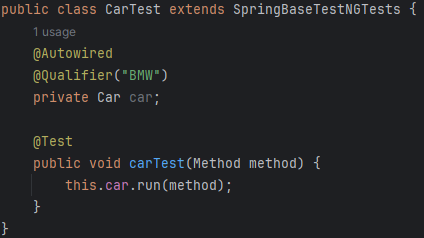 public class CarTest extends SpringBaseTestNGTests {
1 usage
@Autowired
@Qualifier("BMW")
private Car car;
@Test
public void carTest(Method method) {
this.car.run(method);
}
}